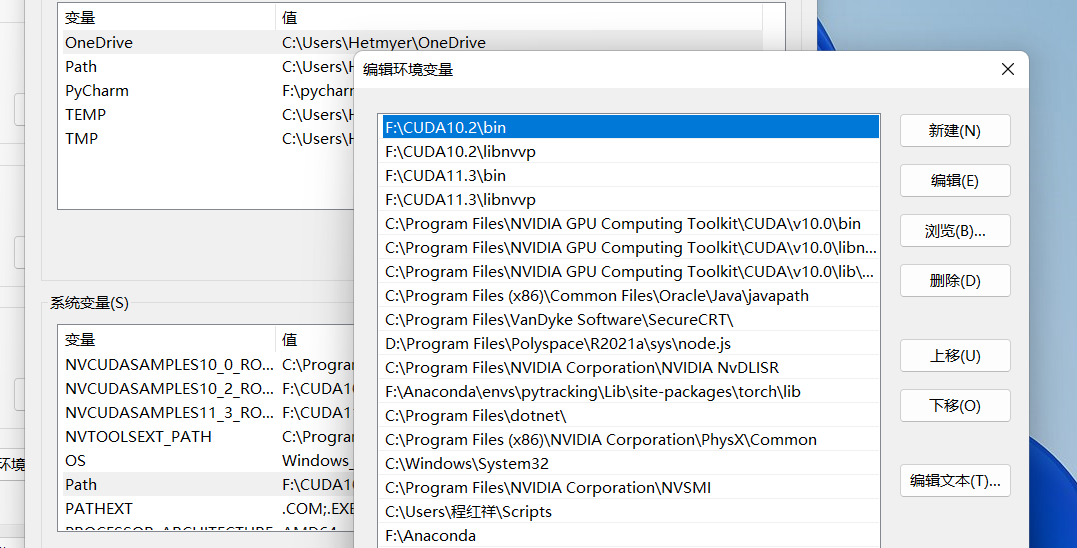 变量 值
OneDrive C:\Users\Hetmyer\OneDrive
Path C:\Users\H
PyCharm F:\pycharm
TEMP C:\Users\H
TMP C:\Users\H
系统变量(S)
变量 值
NVCUDASAMPLES10_0_RO... C:\Program
NVCUDASAMPLES10_2_RO... F:\CUDA10
NVCUDASAMPLES11_3_RO... F:\CUDA11
NVTOOLSEXT_PATH C:\Program
OS Windows_
Path F:\CUDA10
PATHEXT .COM;.EXE
PROCESSOR_ARCHITECTURE AMD64
环境
编辑环境变量
F:\CUDA10.2\bin
F:\CUDA10.2\libnvvp
F:\CUDA11.3\bin
F:\CUDA11.3\libnvvp
C:\Program Files\NVIDIA GPU Computing Toolkit\CUDA\v10.0\bin
C:\Program Files\NVIDIA GPU Computing Toolkit\CUDA\v10.0\libn...
C:\Program Files\NVIDIA GPU Computing Toolkit\CUDA\v10.0\lib\...
C:\Program Files (x86)\Common Files\Oracle\Java\javapath
C:\Program Files\VanDyke Software\SecureCRT\
D:\Program Files\Polyspace\R2021a\sys\node.js
C:\Program Files\NVIDIA Corporation\NVIDIA NvDLISR
F:\Anaconda\envs\pytracking\Lib\site-packages\torch\lib
C:\Program Files\dotnet\
C:\Program Files (x86)\NVIDIA Corporation\PhysX\Common
C:\Windows\System32
C:\Program Files\NVIDIA Corporation\NVSMI
C:\Users\程红祥\Scripts
F:\Anaconda
新建(N)
编辑(E)
浏览(B)...
删除(D)
上移(U)
下移(O)
编辑文本(T)...